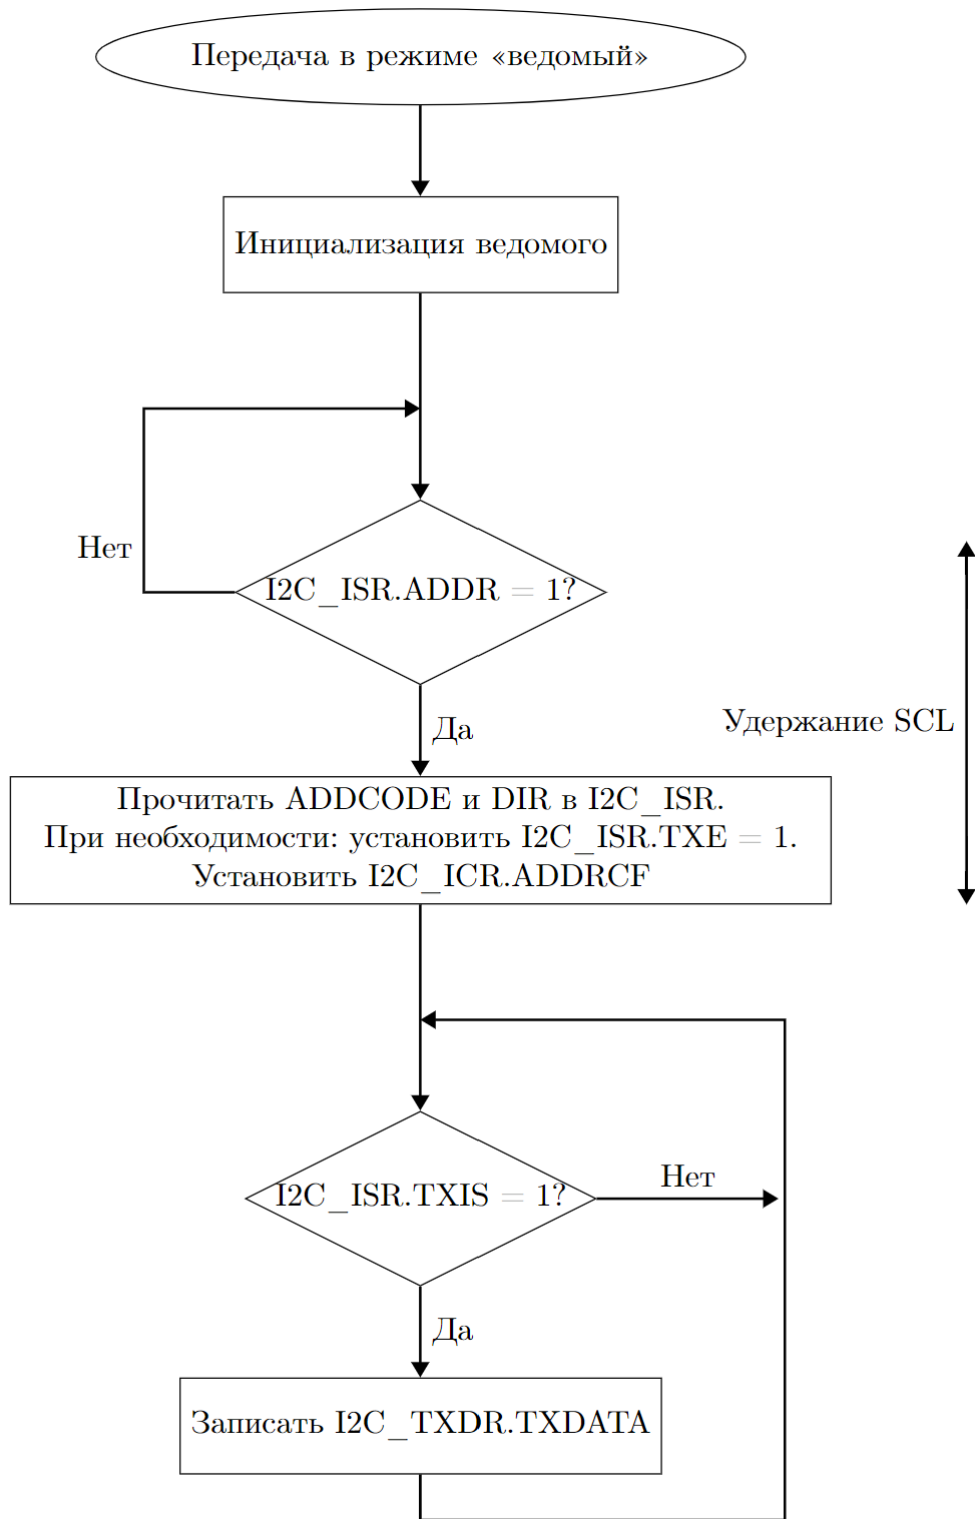 Передача в режиме «ведомый»
Инициализация ведомого
Нет
I2C_ISR.ADDR = 1?
Да
Удержание SCL
Прочитать ADDCODE и DIR в I2C_ISR.
При необходимости: установить I2C_ISR.TXE = 1.
Установить I2C_ICR.ADDRCF
I2C_ISR.TXIS = 1?
Нет
Да
Записать I2C_TXDR.TXDATA